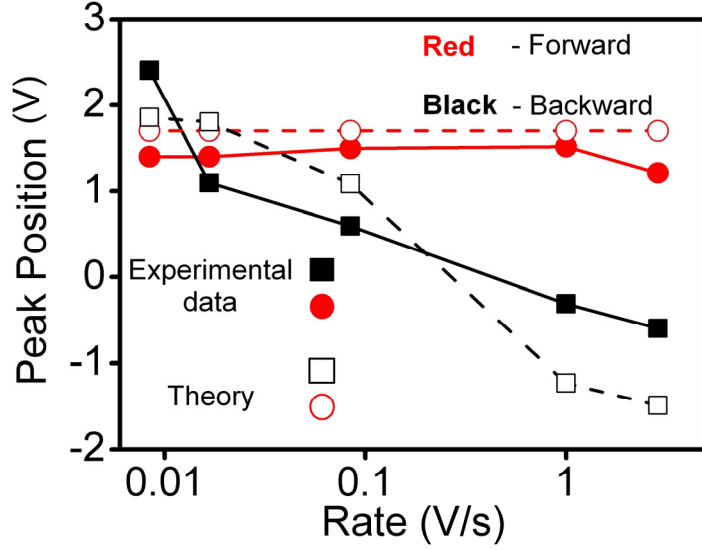 3
2
1
0
-1
-2
Peak Position (V)
Red - Forward
Black - Backward
Experimental
data
Theory
0.01
0.1
1
Rate (V/s)